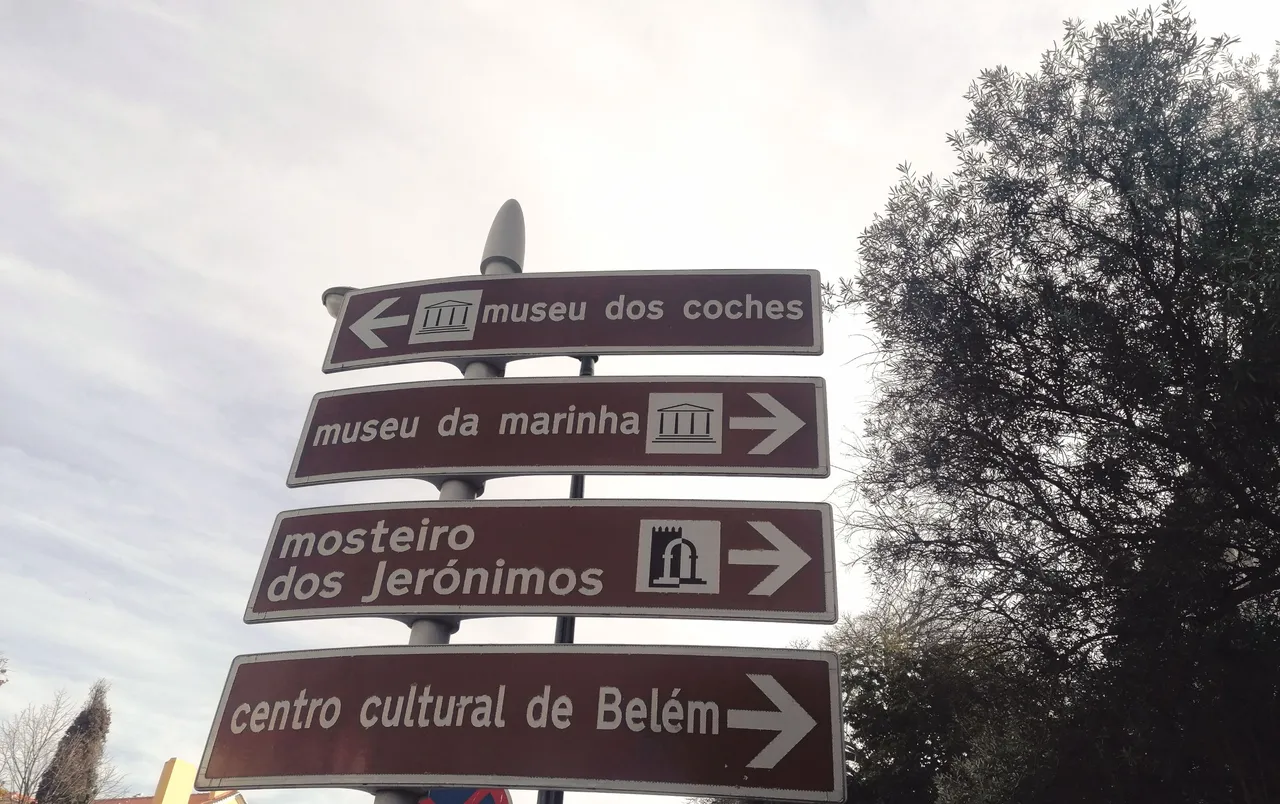 museu dos coches
museu da marinha
mosteiro
dos Jerónimos
centro cultural de Belém